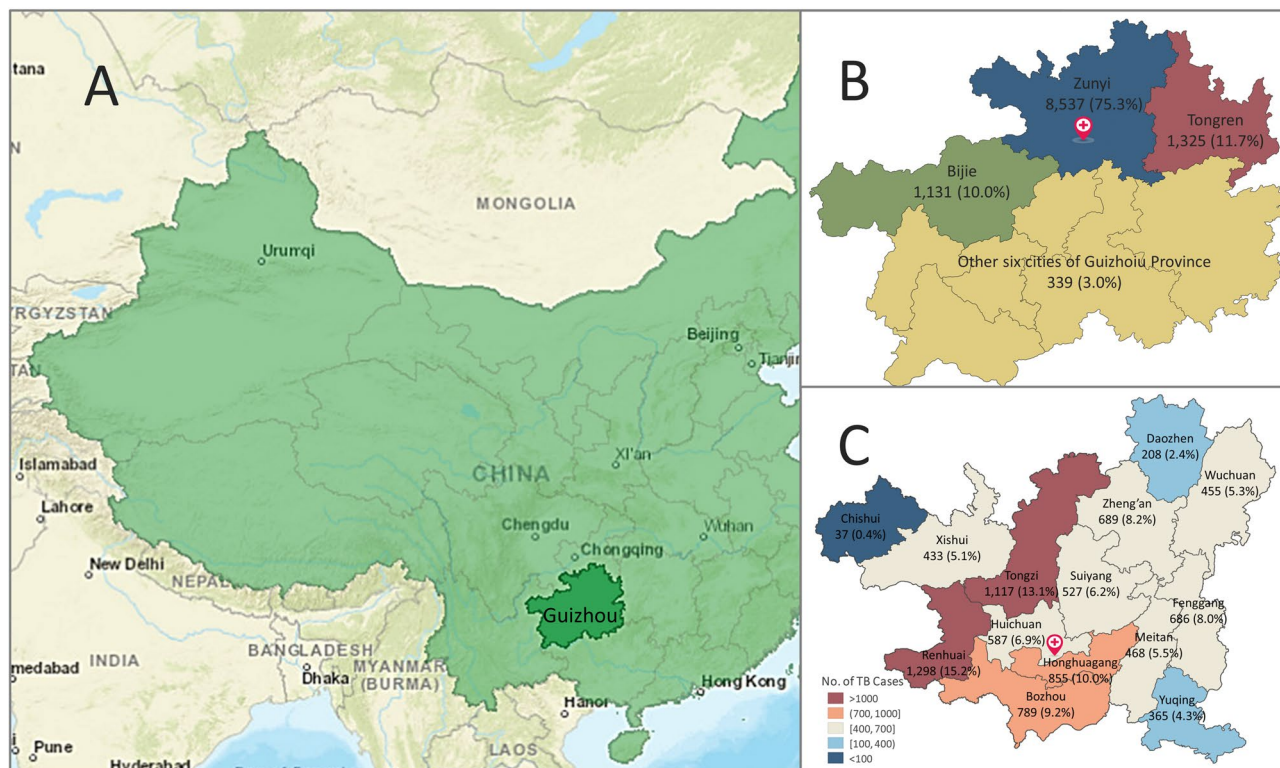 A
tana
MONGOLIA
Urumqi
YRGYZSTAN
TAN
Beijing
Tianjin
Islamabad
Lahore
CHINA
Xi'an
Chengdu
Wuhan
Chongqing
New Delhi
NEPAL
Guizhou
BANGLADESH
Dhaka
INDIA
medabad
MYANMAR
(BURMA)
Hong Kong
Hanoi
LAOS
Pune
Hyderabad
B
Zunyi
8,537 (75.3%)
Tongren
1,325 (11.7%)
Bijie
1,131 (10.0%)
Other six cities of Guizhoiu Province
339 (3.0%)
C
Daozhen
208 (2.4%)
Wuchuan
455 (5.3%)
Zheng'an
689 (8.2%)
Chishui
37 (0.4%)
Xishui
433 (5.1%)
Tongzi
1,117 (13.1%)
Suiyang
527 (6.2%)
Fenggang
686 (8.0%)
Huichuan
587 (6.9%)
Meitan
468 (5.5%)
Renhuai
1,298 (15.2%)
Honghuagang
855 (10.0%)
Bozhou
789 (9.2%)
Yuqing
365 (4.3%)
No. of TB Cases
>1000
(700, 1000]
[400, 700]
[100, 400)
<100